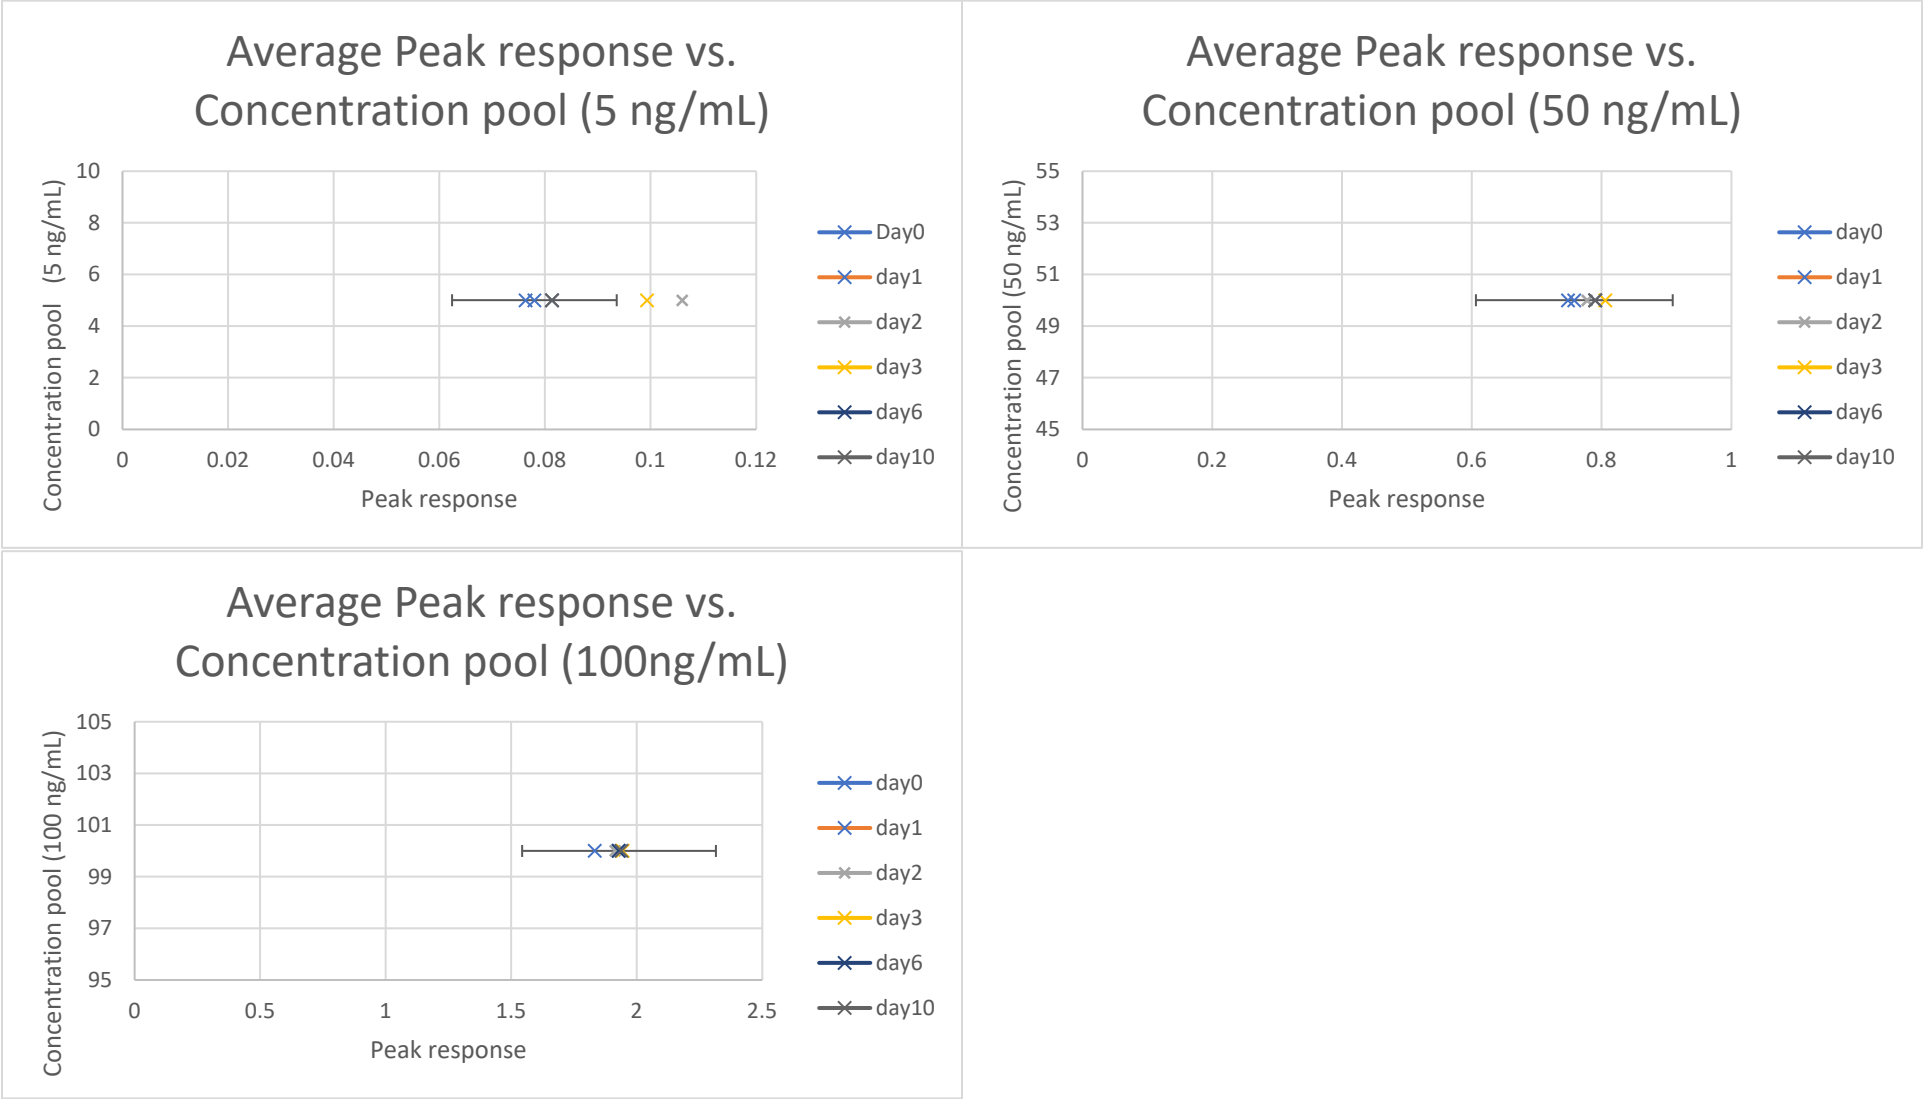 Average Peak response vs.
Concentration pool (5 ng/mL)
Concentration pool   (5 ng/mL)
10
8
6
4
2
0
0 0.02 0.04 0.06 0.08 0.1 0.12
Peak response
Day0
day1
day2
day3
day6
day10
Average Peak response vs.
Concentration pool (50 ng/mL)
Concentration pool (50 ng/mL)
55
53
51
49
47
45
0 0.2 0.4 0.6 0.8 1
Peak response
day0
day1
day2
day3
day6
day10
Average Peak response vs.
Concentration pool (100ng/mL)
Concentration pool (100 ng/mL)
105
103
101
99
97
95
0 0.5 1 1.5 2 2.5
Peak response
day0
day1
day2
day3
day6
day10